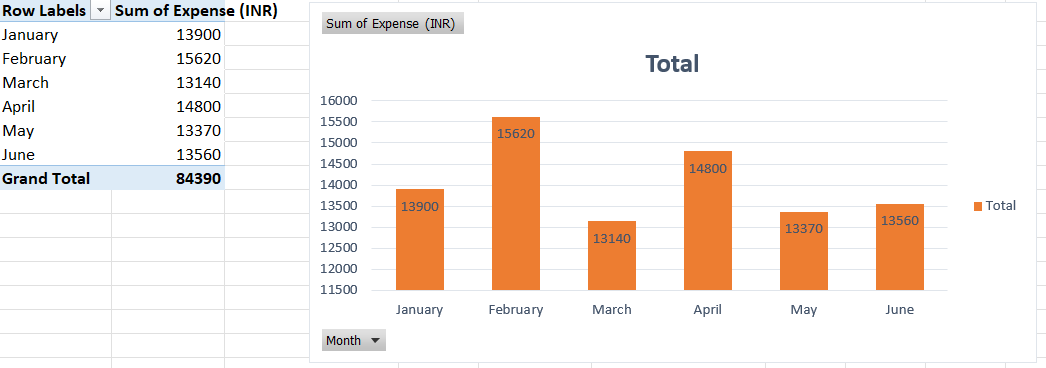 Row Labels Sum of Expense (INR)
January 13900
February 15620
March 13140
April 14800
May 13370
June 13560
Grand Total 84390
Sum of Expense (INR)
Total
16000
15500
15000
14500
14000
13500
13000
12500
12000
11500
13900
15620
13140
14800
13370
13560
January February March April May June
Total
Month